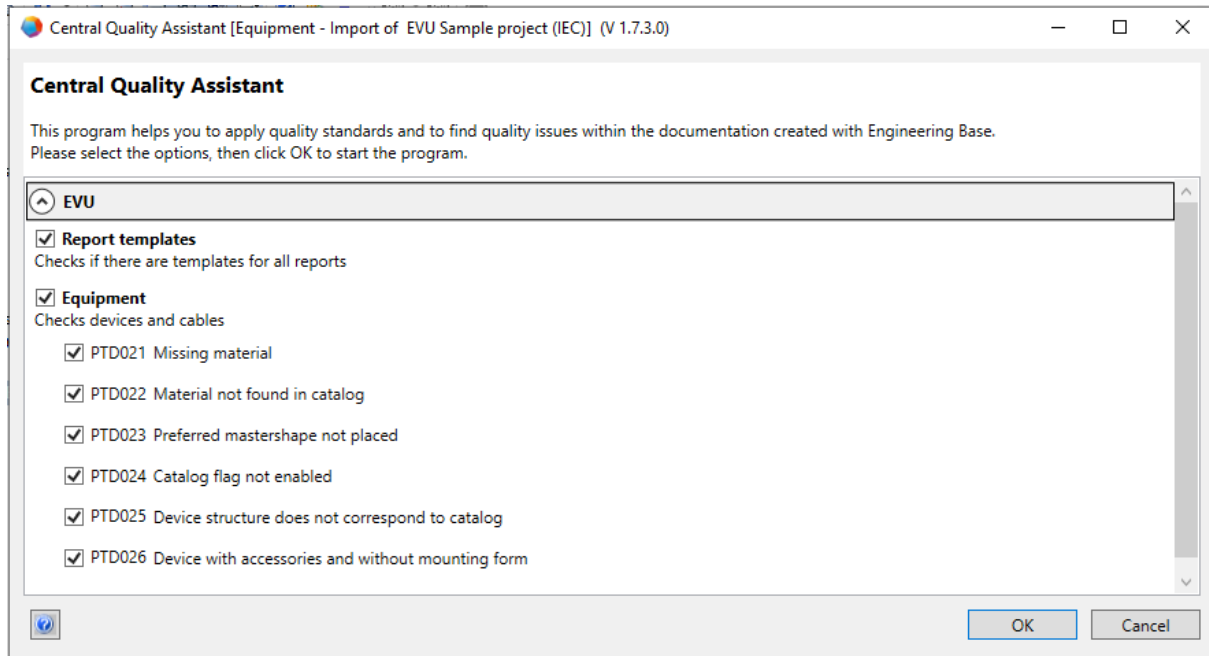 Central Quality Assistant [Equipment - Import of  EVU Sample project (IEC)]  (V 1.7.3.0)
Central Quality Assistant
This program helps you to apply quality standards and to find quality issues within the documentation created with Engineering Base.
Please select the options, then click OK to start the program.
EVU
Report templates
Checks if there are templates for all reports
Equipment
Checks devices and cables
PTD021 Missing material
PTD022 Material not found in catalog
PTD023 Preferred mastershape not placed
PTD024 Catalog flag not enabled
PTD025 Device structure does not correspond to catalog
PTD026 Device with accessories and without mounting form
OK Cancel